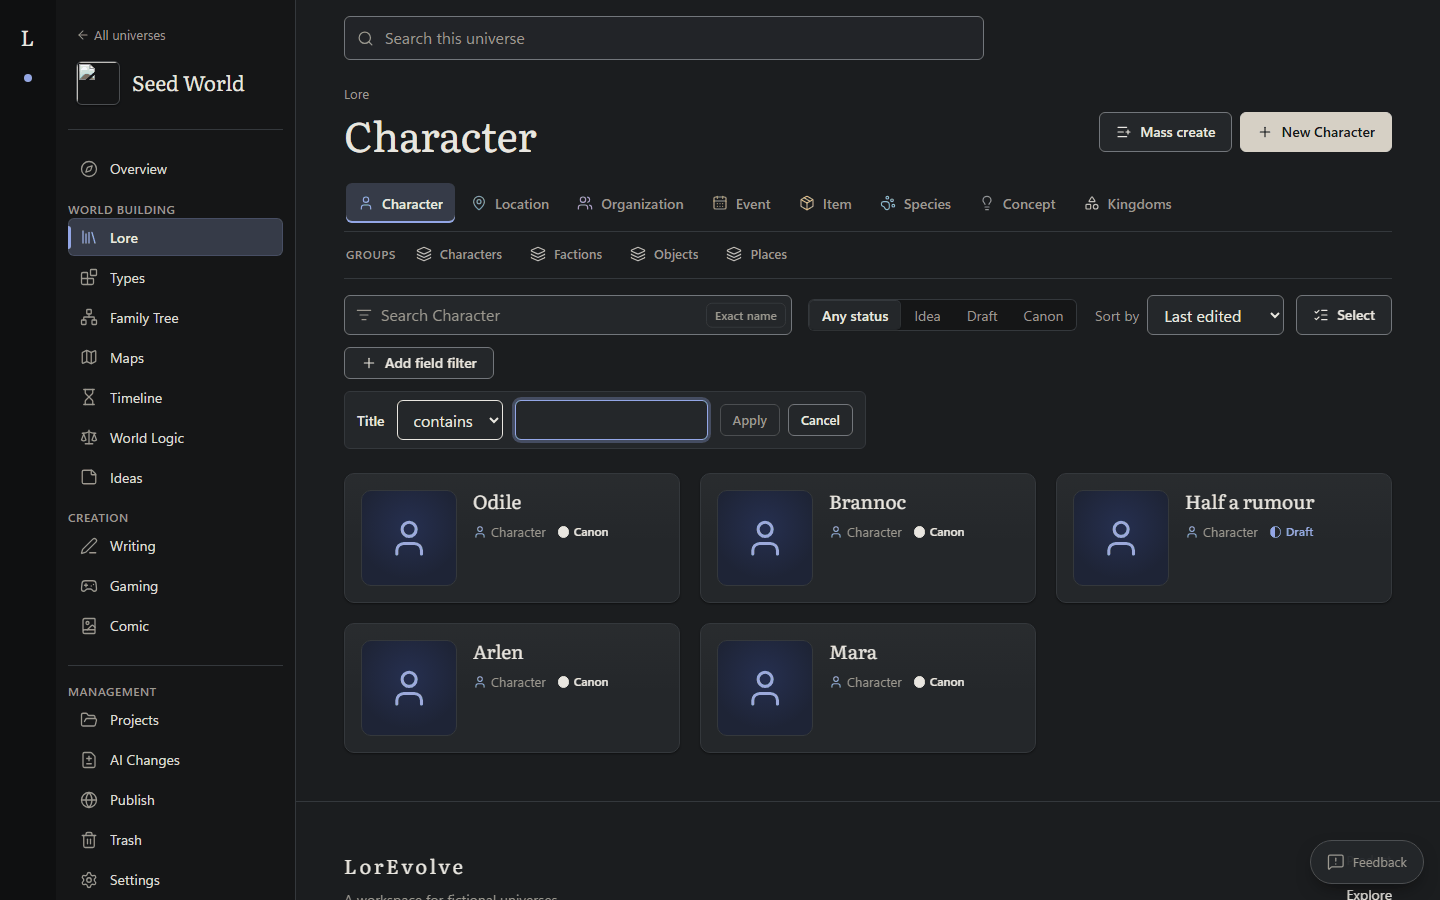 L
All universes
Seed World
Overview
WORLD BUILDING
Lore
Types
Family Tree
Maps
Timeline
World Logic
Ideas
CREATION
Writing
Gaming
Comic
MANAGEMENT
Projects
AI Changes
Publish
Trash
Settings
Search this universe
Lore
Character
Mass create
New Character
Character Location Organization Event Item Species Concept Kingdoms
GROUPS Characters Factions Objects Places
Search Character Exact name Any status Idea Draft Canon Sort by Last edited Select
Add field filter
Title contains Apply Cancel
Odile
Character Canon
Brannoc
Character Canon
Half a rumour
Character Draft
Arlen
Character Canon
Mara
Character Canon
LorEvolve
A workspace for fictional universes
Feedback
Explore